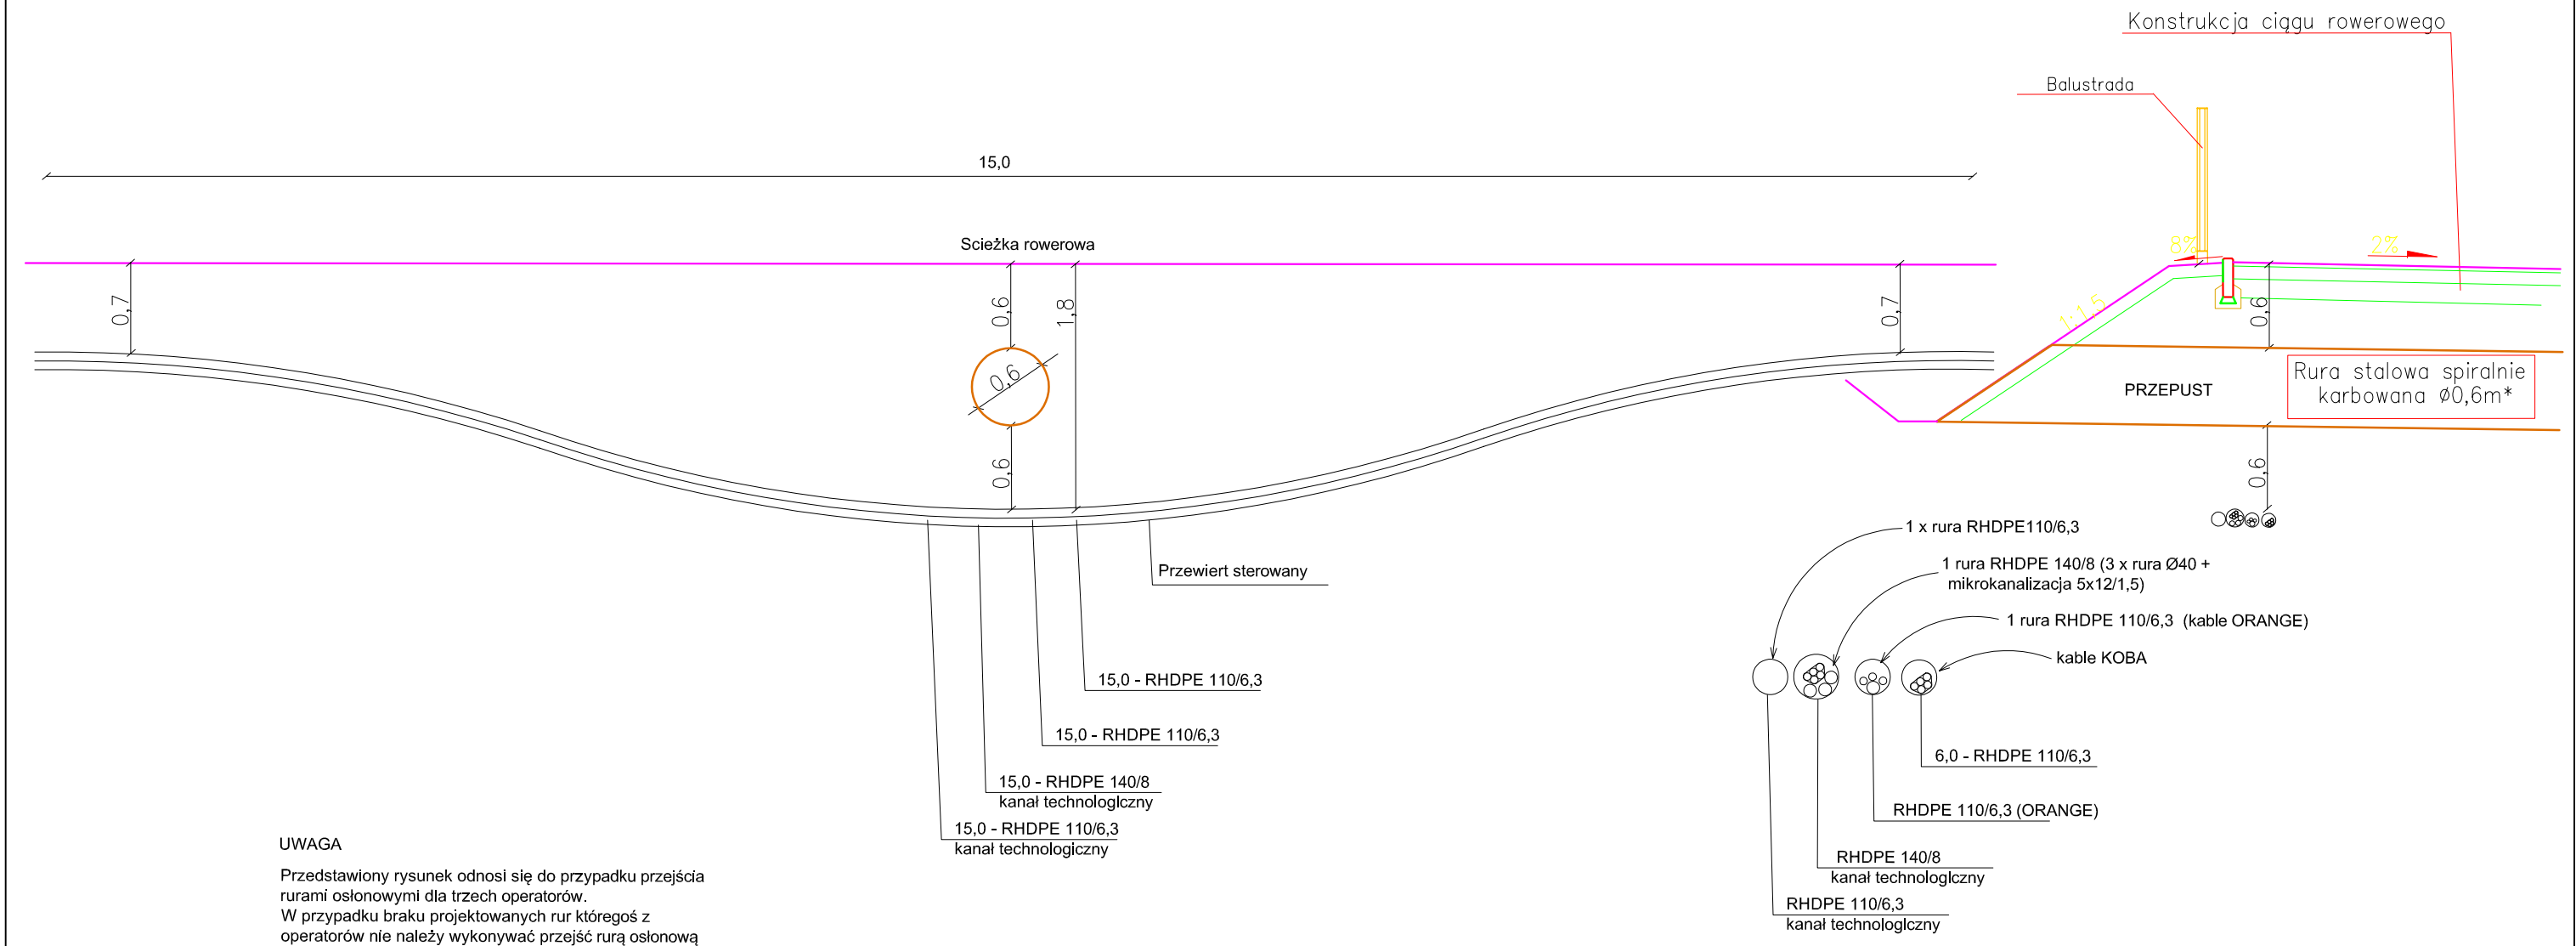 Konstrukcja ciągu rowerowego
Balustrada
15,0
Scieżka rowerowa
8%
2%
0,7
0,6
1,8
0,7
1:1,5
0,6
0,6
PRZEPUST
Rura stalowa spiralnie
karbowana Ø0,6m*
0,6
0,6
1 x rura RHDPE110/6,3
1 rura RHDPE 140/8 (3 x rura Ø40 +
mikrokanalizacja 5x12/1,5)
Przewiert sterowany
1 rura RHDPE 110/6,3 (kable ORANGE)
kable KOBA
15,0 - RHDPE 110/6,3
15,0 - RHDPE 110/6,3
6,0 - RHDPE 110/6,3
15,0 - RHDPE 140/8
kanał technologiczny
RHDPE 110/6,3 (ORANGE)
15,0 - RHDPE 110/6,3
kanał technologiczny
RHDPE 140/8
kanał technologiczny
RHDPE 110/6,3
kanał technologiczny
UWAGA
Przedstawiony rysunek odnosi się do przypadku przejścia
rurami osłonowymi dla trzech operatorów.
W przypadku braku projektowanych rur któregoś z
operatorów nie należy wykonywać przejść rurą osłonową